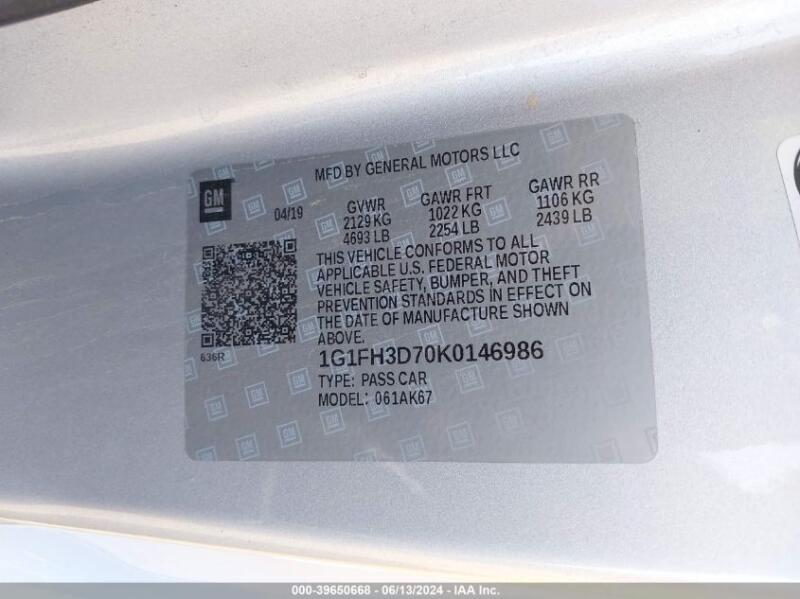 MFD BY GENERAL MOTORS LLC
GM
04/19
GVWR
2129 KG
4693 LB
GAWR FRT
1022 KG
2254 LB
GAWR RR
1106 KG
2439 LB
THIS VEHICLE CONFORMS TO ALL
APPLICABLE U.S. FEDERAL MOTOR
VEHICLE SAFETY, BUMPER, AND THEFT
PREVENTION STANDARDS IN EFFECT ON
THE DATE OF MANUFACTURE SHOWN
ABOVE.
636R
1G1FH3D70K0146986
TYPE: PASS CAR
MODEL: 061AK67
000-39650668 - 06/13/2024 - IAA Inc.